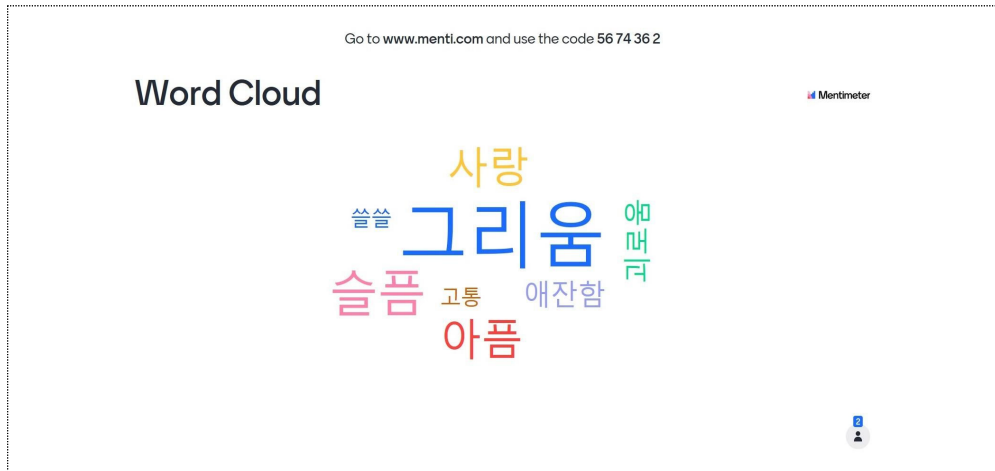 Go to www.menti.com and use the code 56 74 36 2
Word Cloud
Mentimeter
사랑
쓸쓸
그리움
괴로움
슬픔
고통
애잔함
아픔
2